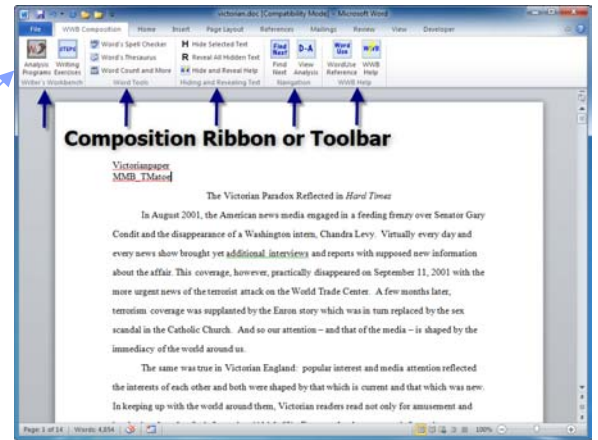 victorian.doc [Compatibility Mode] - Microsoft Word
File WWB Composition Home Insert Page Layout References Mailings Review View Developer
WJ STEPS Word's Spell Checker H Hide Selected Text Find Next D-A Word Use WWB
Word's Thesaurus R Reveal All Hidden Text
Analysis Programs Writing Exercises Word Count and More H-R Hide and Reveal Help Find Next View Analysis WordUse Reference WWB Help
Writer's Workbench Word Tools Hiding and Revealing Text Navigation WWB Help
Composition Ribbon or Toolbar
Victorianpaper
MMB_TMatoe
The Victorian Paradox Reflected in Hard Times
In August 2001, the American news media engaged in a feeding frenzy over Senator Gary
Condit and the disappearance of a Washington intern, Chandra Levy. Virtually every day and
every news show brought yet additional interviews and reports with supposed new information
about the affair. This coverage, however, practically disappeared on September 11, 2001 with the
more urgent news of the terrorist attack on the World Trade Center. A few months later,
terrorism coverage was supplanted by the Enron story which was in turn replaced by the sex
scandal in the Catholic Church. And so our attention – and that of the media – is shaped by the
immediacy of the world around us.
The same was true in Victorian England: popular interest and media attention reflected
the interests of each other and both were shaped by that which is current and that which was new.
In keeping up with the world around them, Victorian readers read not only for amusement and
Page: 1 of 14 Words: 4,854 100%